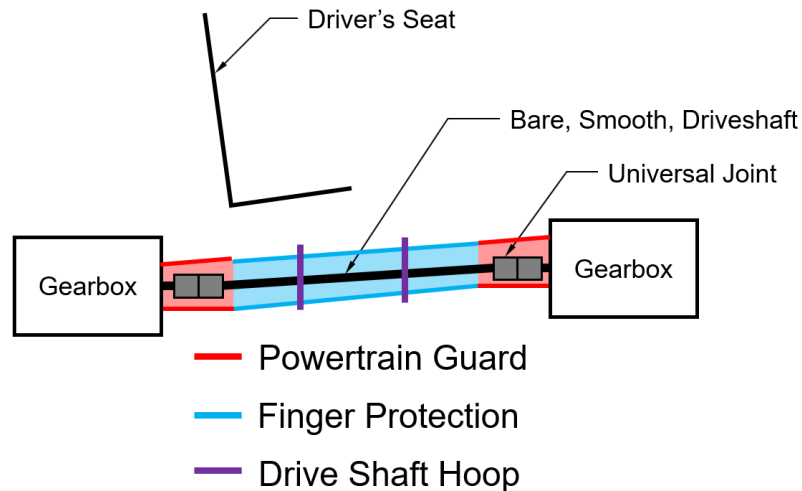 Driver's Seat
Bare, Smooth, Driveshaft
Universal Joint
Gearbox
Gearbox
Powertrain Guard
Finger Protection
Drive Shaft Hoop